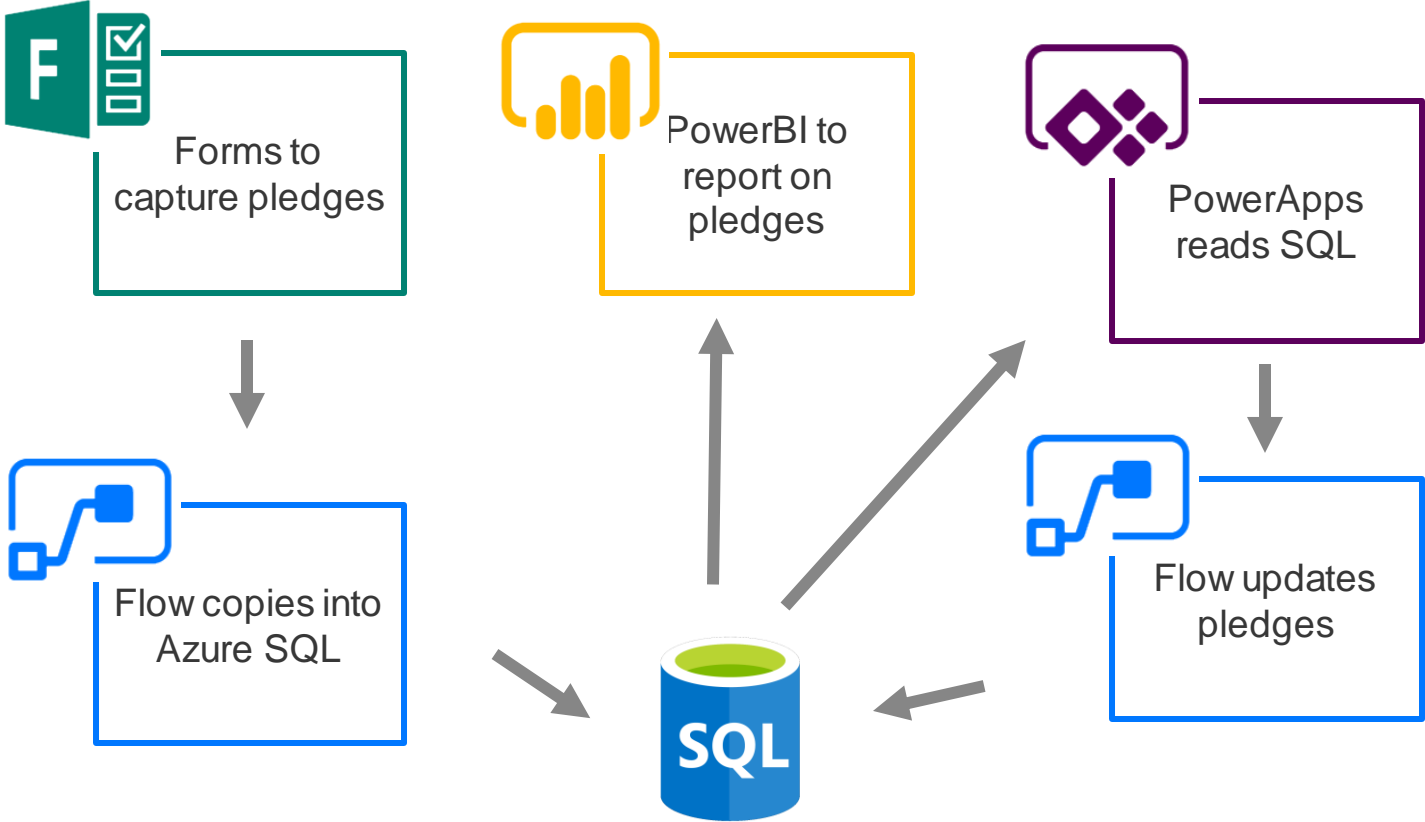 F
Forms to
capture pledges
PowerBI to
report on
pledges
PowerApps
reads SQL
Flow copies into
Azure SQL
SQL
Flow updates
pledges